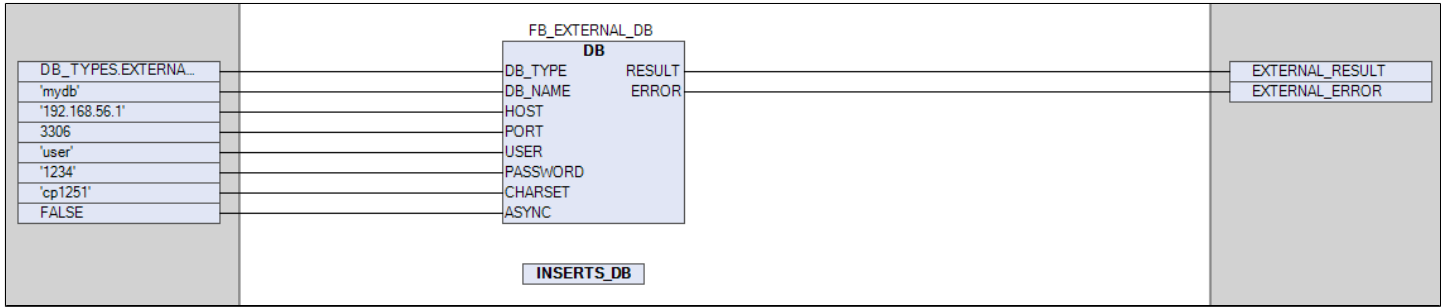 FB_EXTERNAL_DB
DB
DB_TYPES.EXTERNA... DB_TYPE RESULT EXTERNAL_RESULT
'mydb' DB_NAME ERROR EXTERNAL_ERROR
'192.168.56.1' HOST
3306 PORT
'user' USER
'1234' PASSWORD
'cp1251' CHARSET
FALSE ASYNC
INSERTS_DB